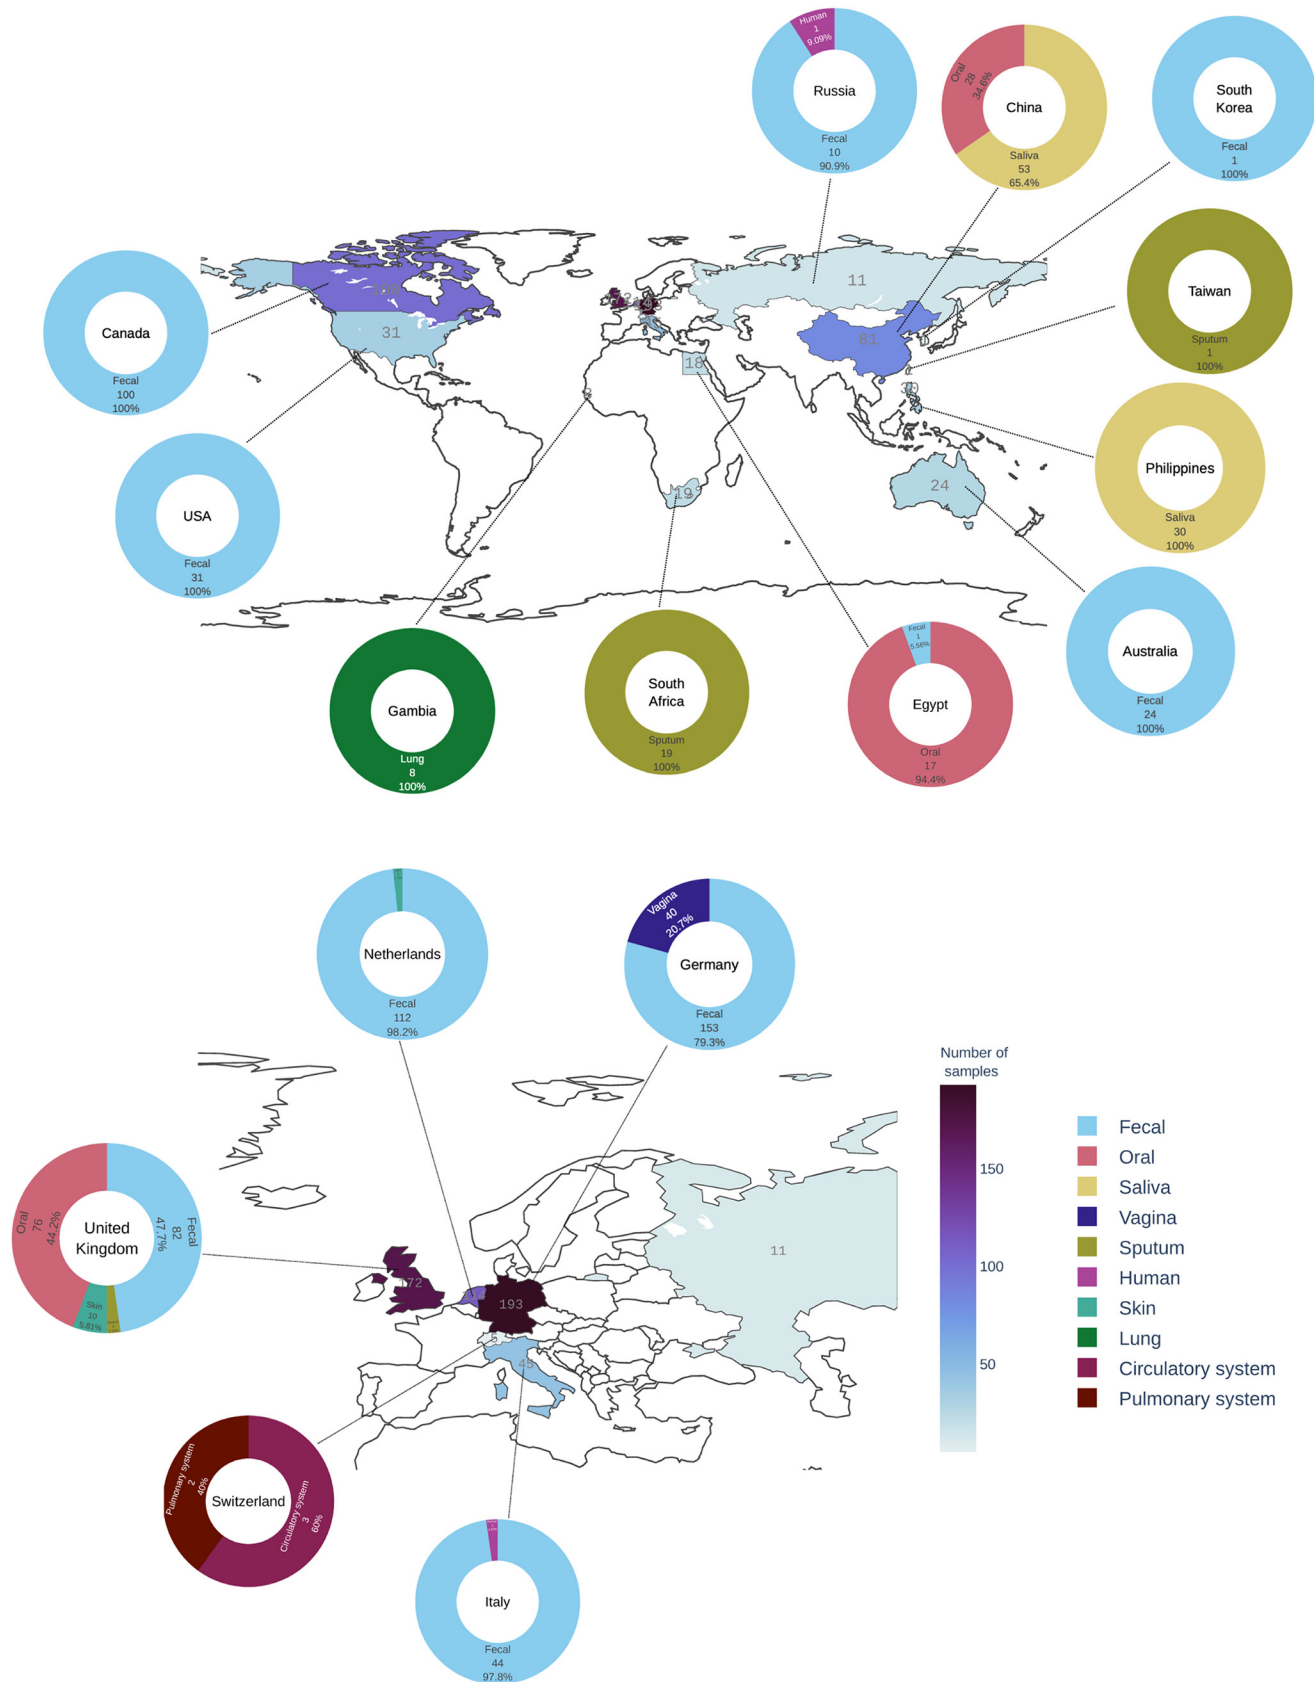 Human
1
9.09%
Russia
Fecal
10
90.9%
Oral
28
34.6%
China
Saliva
53
65.4%
South
Korea
Fecal
1
100%
Taiwan
Sputum
1
100%
Canada
Fecal
100
100%
100
31
11
81
18
19
24
30
USA
Fecal
31
100%
Philippines
Saliva
30
100%
Gambia
Lung
8
100%
South
Africa
Sputum
19
100%
Fecal
1
5.56%
Egypt
Oral
17
94.4%
Australia
Fecal
24
100%
Netherlands
Fecal
112
98.2%
Vagina
40
20.7%
Germany
Fecal
153
79.3%
United
Kingdom
Oral
76
44.2%
Fecal
82
47.7%
Skin
10
5.81%
172
193
5
45
11
Pulmonary system
2
40%
Switzerland
Circulatory system
3
60%
Italy
Fecal
44
97.8%
Number of
samples
150
100
50
Fecal
Oral
Saliva
Vagina
Sputum
Human
Skin
Lung
Circulatory system
Pulmonary system